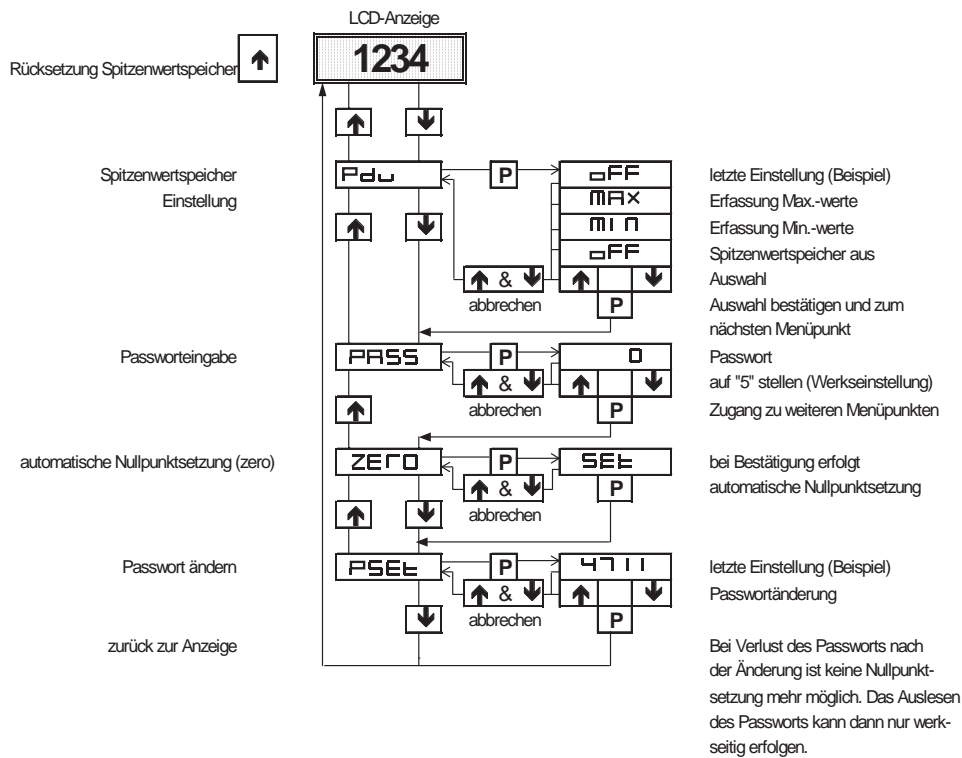 LCD-Anzeige
Rücksetzung Spitzenwertspeicher ↑ 1234
↑ ↓
Spitzenwertspeicher Pdv P oFF letzte Einstellung (Beispiel)
Einstellung MAX Erfassung Max.-werte
↑ ↓ MIN Erfassung Min.-werte
oFF Spitzenwertspeicher aus
↑ & ↓ ↑ ↓ Auswahl
abbrechen P Auswahl bestätigen und zum
nächsten Menüpunkt
Passworteingabe PASS P 0 Passwort
↑ & ↓ ↑ ↓ auf "5" stellen (Werkseinstellung)
↑ abbrechen P Zugang zu weiteren Menüpunkten
automatische Nullpunktsetzung (zero) ZEro P SEt bei Bestätigung erfolgt
↑ & ↓ P automatische Nullpunktsetzung
↑ ↓ abbrechen
Passwort ändern PSEt P 4711 letzte Einstellung (Beispiel)
↑ & ↓ ↑ ↓ Passwortänderung
↓ abbrechen P
zurück zur Anzeige Bei Verlust des Passworts nach
der Änderung ist keine Nullpunkt-
setzung mehr möglich. Das Auslesen
des Passworts kann dann nur werk-
seitig erfolgen.